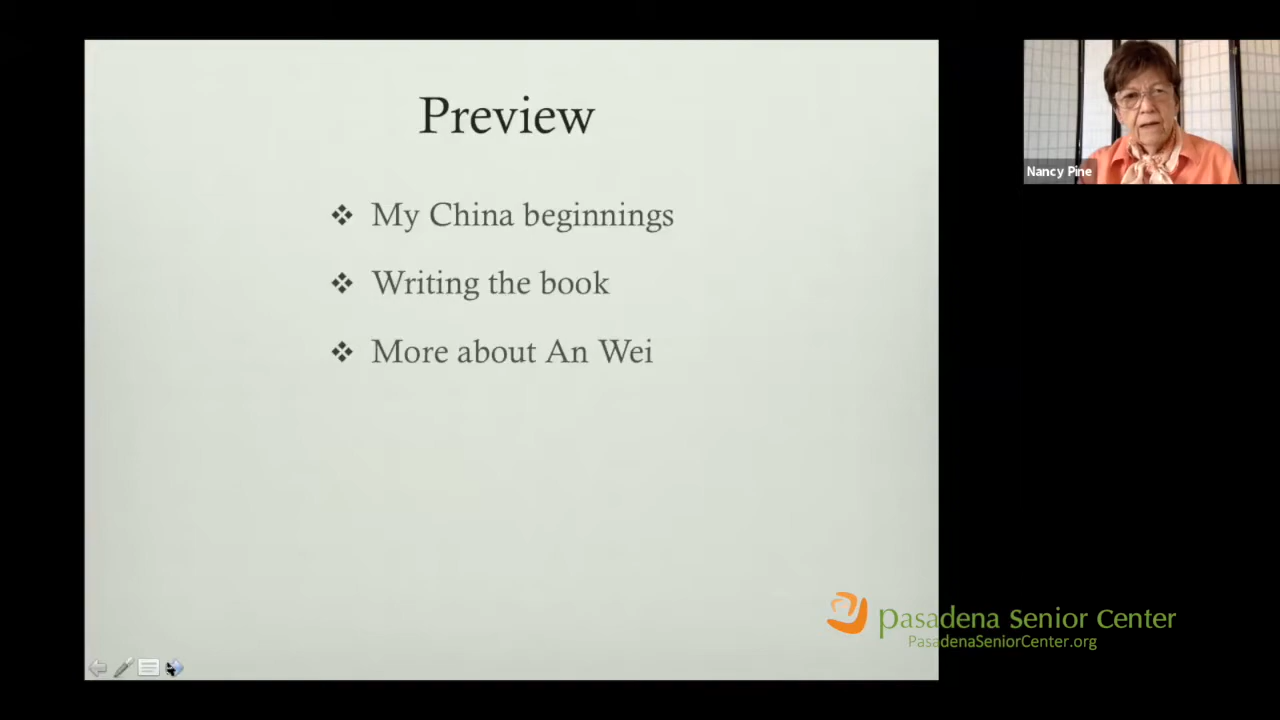 Preview
My China beginnings
Writing the book
More about An Wei
Nancy Pine
Pasadena Senior Center
PasadenaSeniorCenter.org